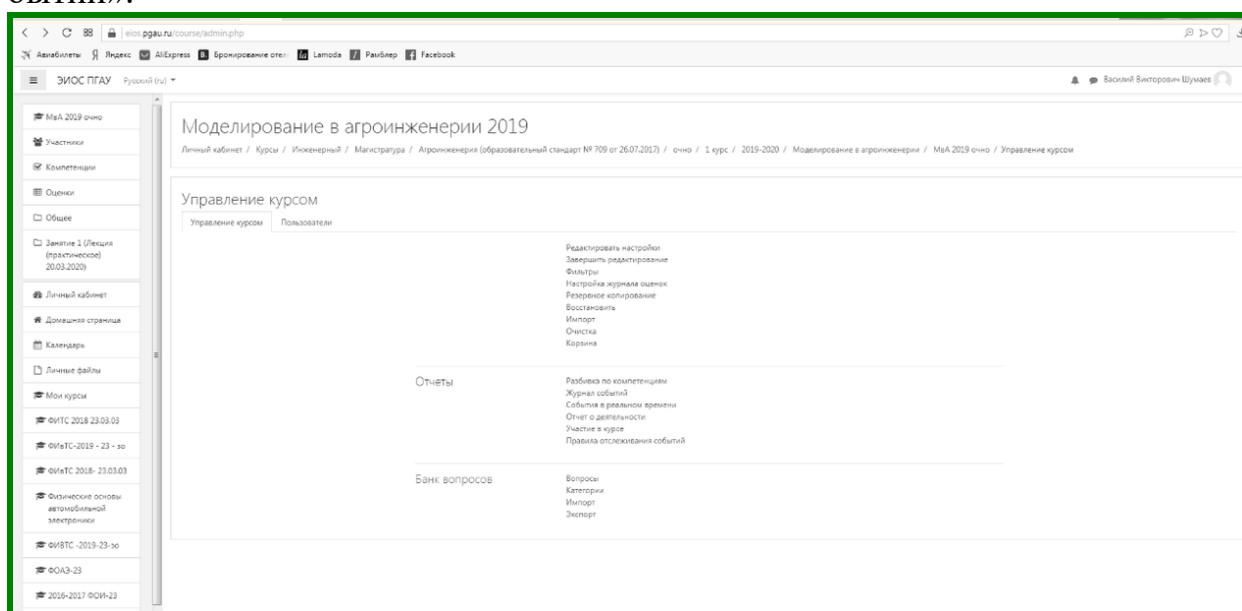 событий».
eios.pgau.ru/course/admin.php
Авиабилеты Яндекс AliExpress Бронирование отел Lamoda Рамблер Facebook
ЭИОС ПГАУ Русский (ru)
Василий Викторович Шумаев
МвА 2019 очно
Участники
Компетенции
Оценки
Общее
Занятие 1 (Лекция
(практическое)
20.03.2020)
Личный кабинет
Домашняя страница
Календарь
Личные файлы
Мои курсы
ФИТС 2018 23.03.03
ФИвТС-2019 - 23 - зо
ФИвТС 2018- 23.03.03
Физические основы
автомобильной
электроники
ФИВТС -2019-23-зо
ФОАЭ-23
2016-2017 ФОИ-23
Моделирование в агроинженерии 2019
Личный кабинет / Курсы / Инженерный / Магистратура / Агроинженерия (образовательный стандарт № 709 от 26.07.2017) / очно / 1 курс / 2019-2020 / Моделирование в агроинженерии / МвА 2019 очно / Управление курсом
Управление курсом
Управление курсом Пользователи
Редактировать настройки
Завершить редактирование
Фильтры
Настройка журнала оценок
Резервное копирование
Восстановить
Импорт
Очистка
Корзина
Отчеты
Разбивка по компетенциям
Журнал событий
События в реальном времени
Отчет о деятельности
Участие в курсе
Правила отслеживания событий
Банк вопросов
Вопросы
Категории
Импорт
Экспорт